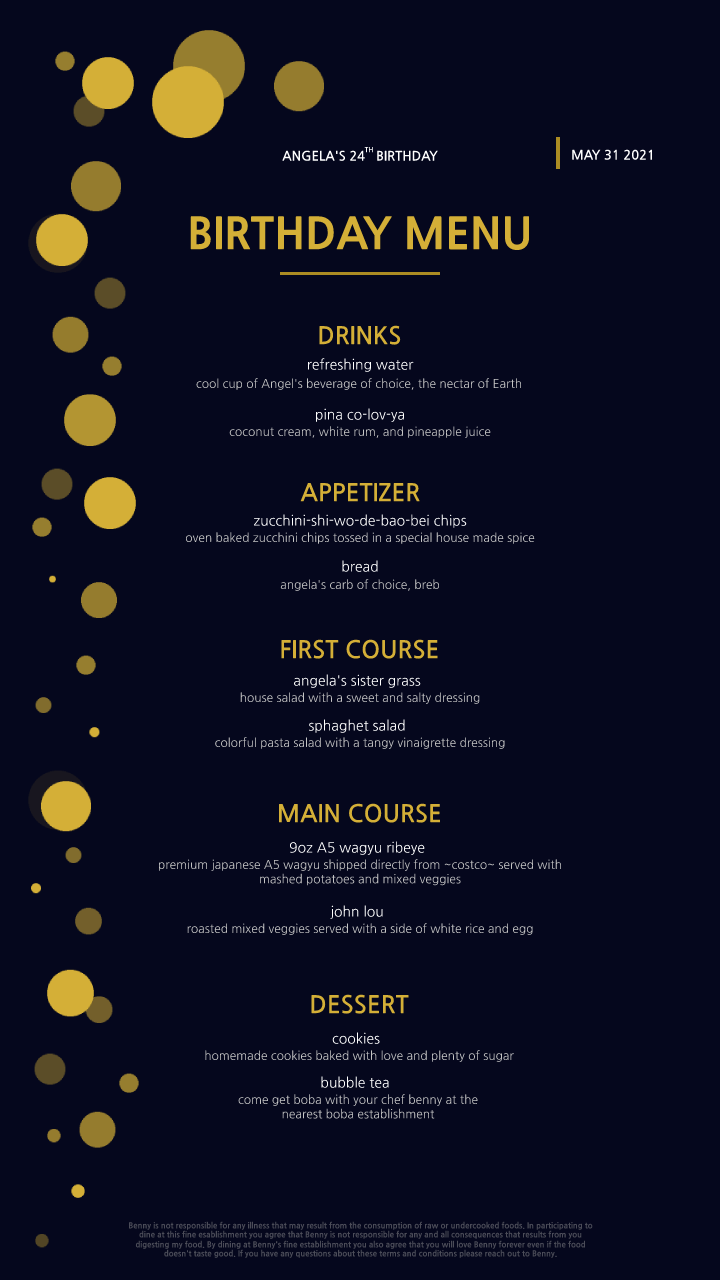 ANGELA'S 24TH BIRTHDAY
MAY 31 2021
BIRTHDAY MENU
DRINKS
refreshing water
cool cup of Angel's beverage of choice, the nectar of Earth
pina co-lov-ya
coconut cream, white rum, and pineapple juice
APPETIZER
zucchini-shi-wo-de-bao-bei chips
oven baked zucchini chips tossed in a special house made spice
bread
angela's carb of choice, breb
FIRST COURSE
angela's sister grass
house salad with a sweet and salty dressing
sphaghet salad
colorful pasta salad with a tangy vinaigrette dressing
MAIN COURSE
9oz A5 wagyu ribeye
premium japanese A5 wagyu shipped directly from ~costco~ served with
mashed potatoes and mixed veggies
john lou
roasted mixed veggies served with a side of white rice and egg
DESSERT
cookies
homemade cookies baked with love and plenty of sugar
bubble tea
come get boba with your chef benny at the
nearest boba establishment
Benny is not responsible for any illness that may result from the consumption of raw or undercooked foods. In participating to
dine at this fine esablishment you agree that Benny is not responsible for any and all consequences that results from you
digesting my food. By dining at Benny's fine establishment you also agree that you will love Benny forever even if the food
doesn't taste good. If you have any questions about these terms and conditions please reach out to Benny.